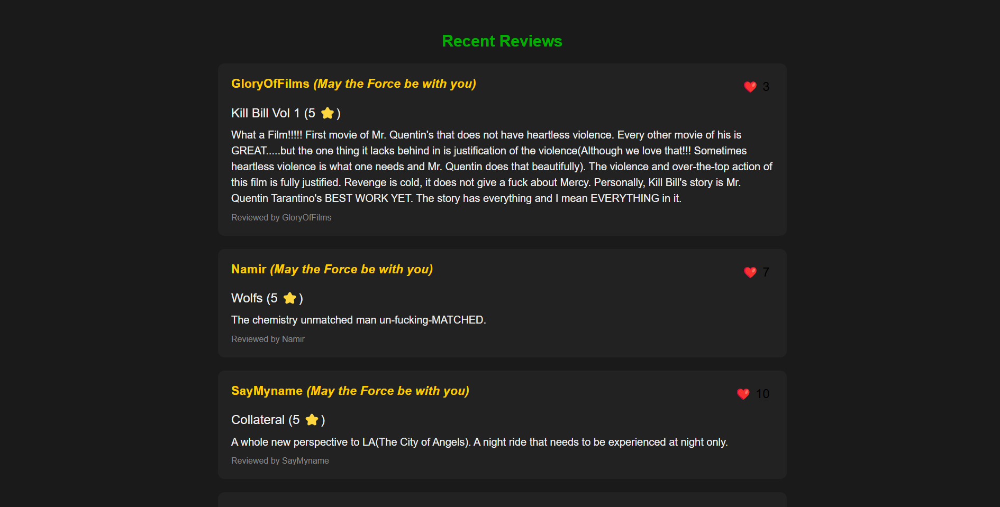 Recent Reviews
GloryOfFilms (May the Force be with you)
❤️ 3
Kill Bill Vol 1 (5 ⭐)
What a Film!!!!! First movie of Mr. Quentin's that does not have heartless violence. Every other movie of his is
GREAT.....but the one thing it lacks behind in is justification of the violence(Although we love that!!! Sometimes
heartless violence is what one needs and Mr. Quentin does that beautifully). The violence and over-the-top action of
this film is fully justified. Revenge is cold, it does not give a fuck about Mercy. Personally, Kill Bill's story is Mr.
Quentin Tarantino's BEST WORK YET. The story has everything and I mean EVERYTHING in it.
Reviewed by GloryOfFilms
Namir (May the Force be with you)
❤️ 7
Wolfs (5 ⭐)
The chemistry unmatched man un-fucking-MATCHED.
Reviewed by Namir
SayMyname (May the Force be with you)
❤️ 10
Collateral (5 ⭐)
A whole new perspective to LA(The City of Angels). A night ride that needs to be experienced at night only.
Reviewed by SayMyname